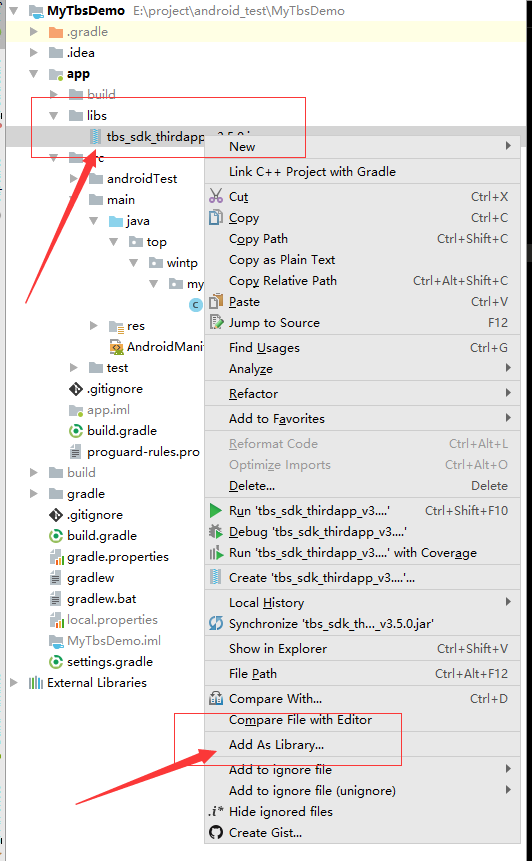 MyTbsDemo E:\project\android_test\MyTbsDemo
.gradle
.idea
app
build
libs
tbs_sdk_thirdapp_v3.5.0.j
src
androidTest
main
java
top
wintp
my
res
AndroidMani
test
.gitignore
app.iml
build.gradle
proguard-rules.pro
build
gradle
.gitignore
build.gradle
gradle.properties
gradlew
gradlew.bat
local.properties
MyTbsDemo.iml
settings.gradle
External Libraries
New
Link C++ Project with Gradle
Cut Ctrl+X
Copy Ctrl+C
Copy Path Ctrl+Shift+C
Copy as Plain Text
Copy Relative Path Ctrl+Alt+Shift+C
Paste Ctrl+V
Jump to Source F12
Find Usages Ctrl+G
Analyze
Refactor
Add to Favorites
Reformat Code Ctrl+Alt+L
Optimize Imports Ctrl+Alt+O
Delete... Delete
Run 'tbs_sdk_thirdapp_v3....' Ctrl+Shift+F10
Debug 'tbs_sdk_thirdapp_v3....'
Run 'tbs_sdk_thirdapp_v3....' with Coverage
Create 'tbs_sdk_thirdapp_v3....'...
Local History
Synchronize 'tbs_sdk_th..._v3.5.0.jar'
Show in Explorer Ctrl+Shift+V
File Path Ctrl+Alt+F12
Compare With... Ctrl+D
Compare File with Editor
Add As Library...
Add to ignore file
Add to ignore file (unignore)
.i* Hide ignored files
Create Gist...